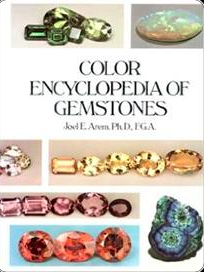 COLOR
ENCYCLOPEDIA OF
GEMSTONES
Joel E. Arem, Ph.D., F.G.A.